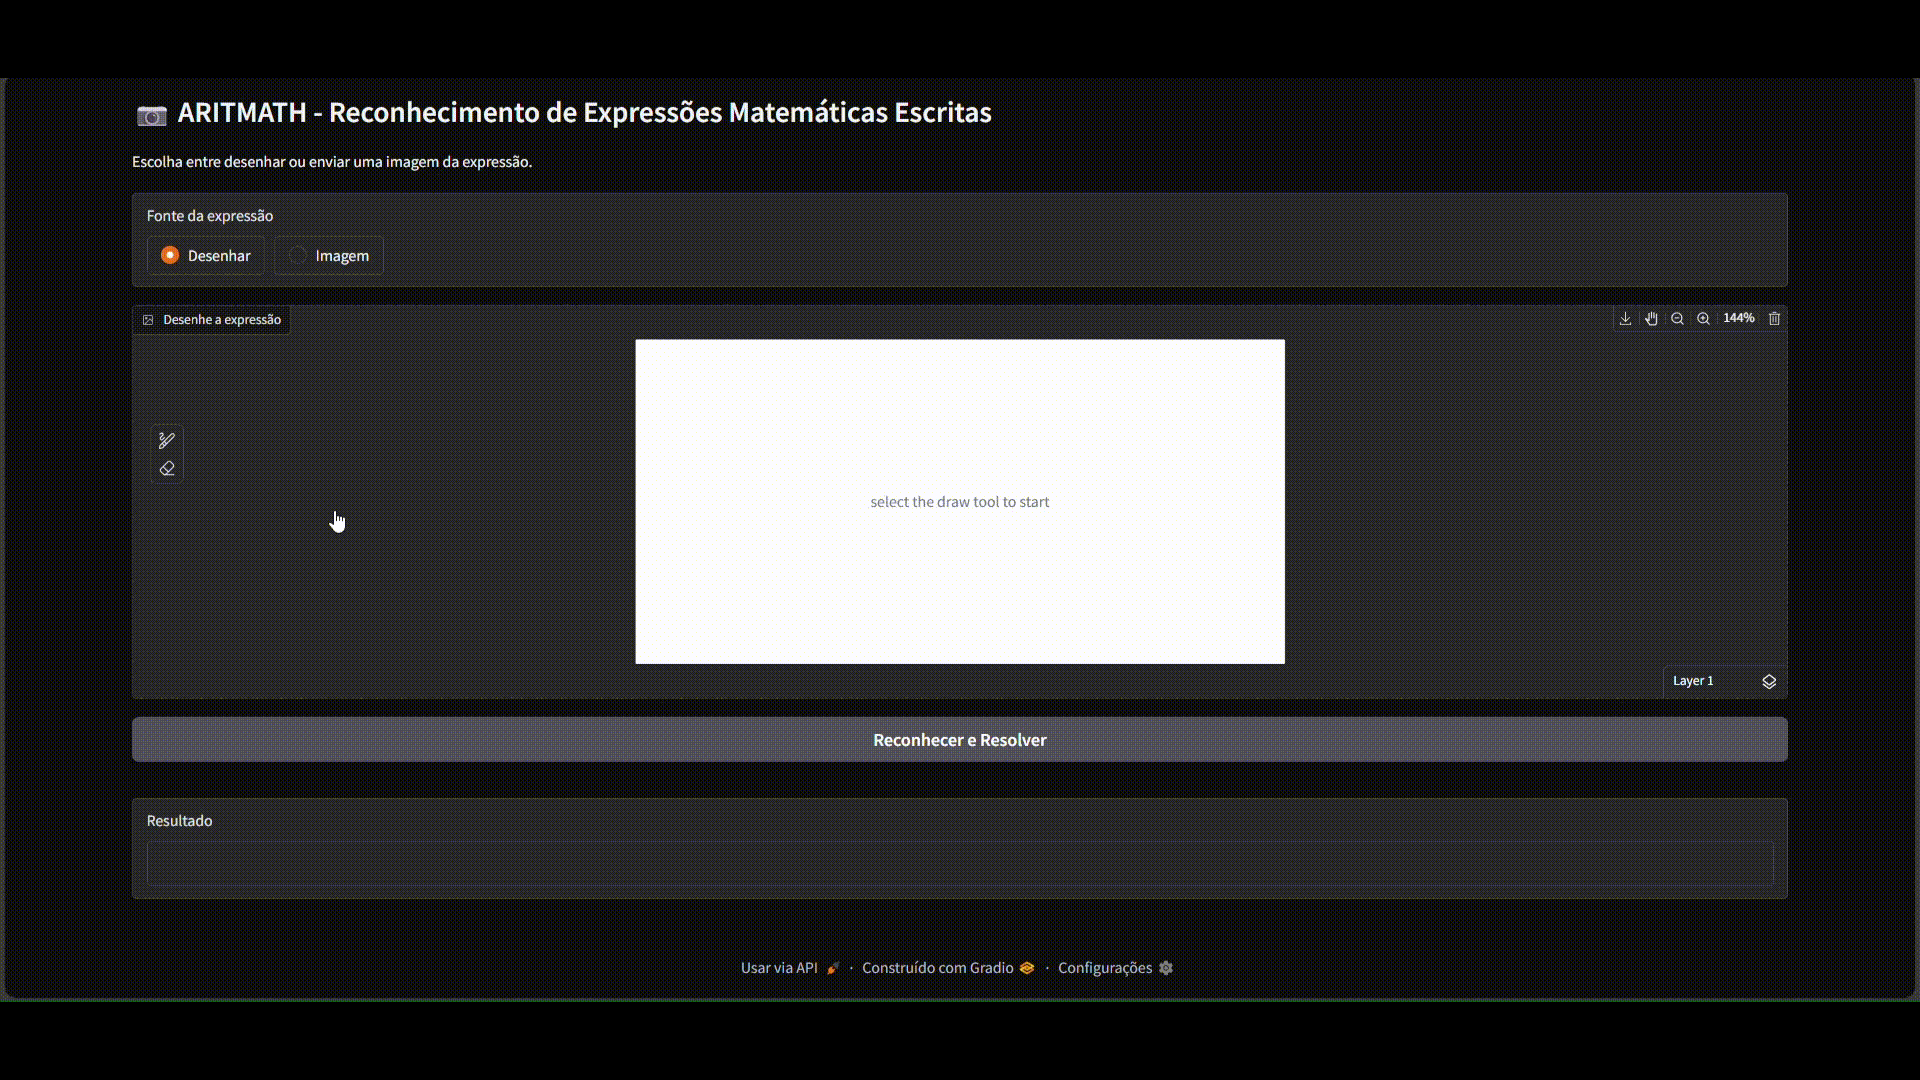 ARITMATH - Reconhecimento de Expressões Matemáticas Escritas
Escolha entre desenhar ou enviar uma imagem da expressão.
Fonte da expressão
Desenhar Imagem
Desenhe a expressão 144%
select the draw tool to start
Layer 1
Reconhecer e Resolver
Resultado
Usar via API · Construído com Gradio · Configurações